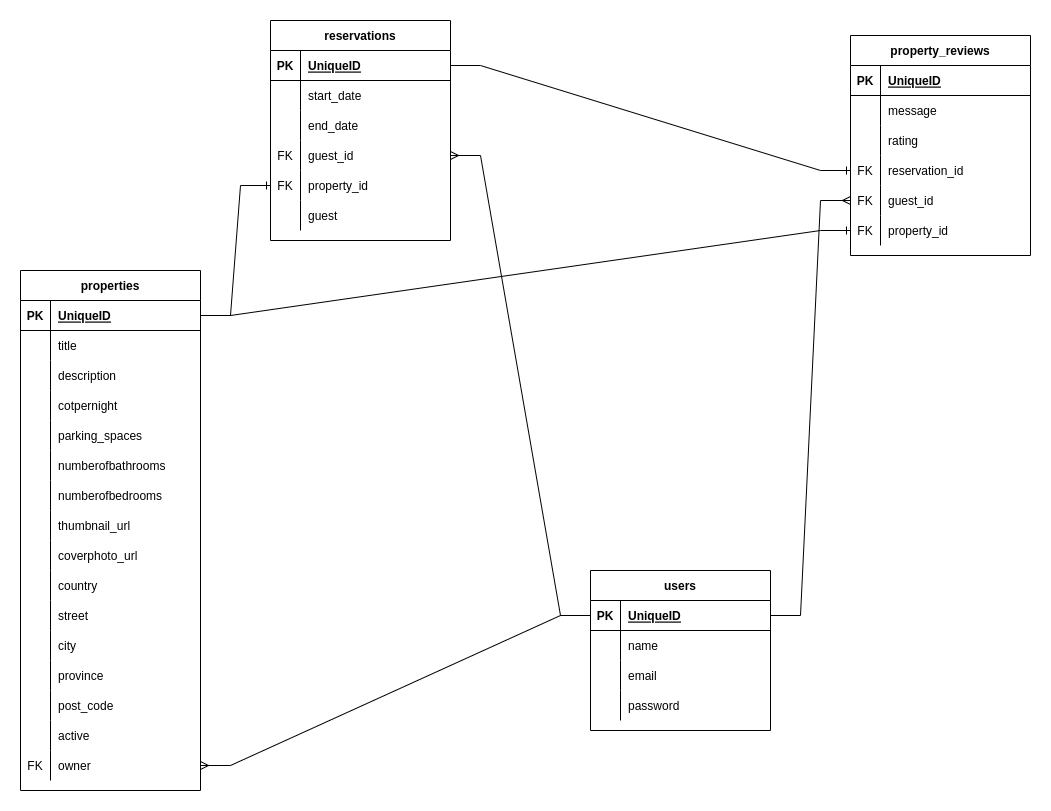 reservations
PK UniqueID
start_date
end_date
FK guest_id
FK property_id
guest
property_reviews
PK UniqueID
message
rating
FK reservation_id
FK guest_id
FK property_id
properties
PK UniqueID
title
description
cotpernight
parking_spaces
numberofbathrooms
numberofbedrooms
thumbnail_url
coverphoto_url
country
street
city
province
post_code
active
FK owner
users
PK UniqueID
name
email
password